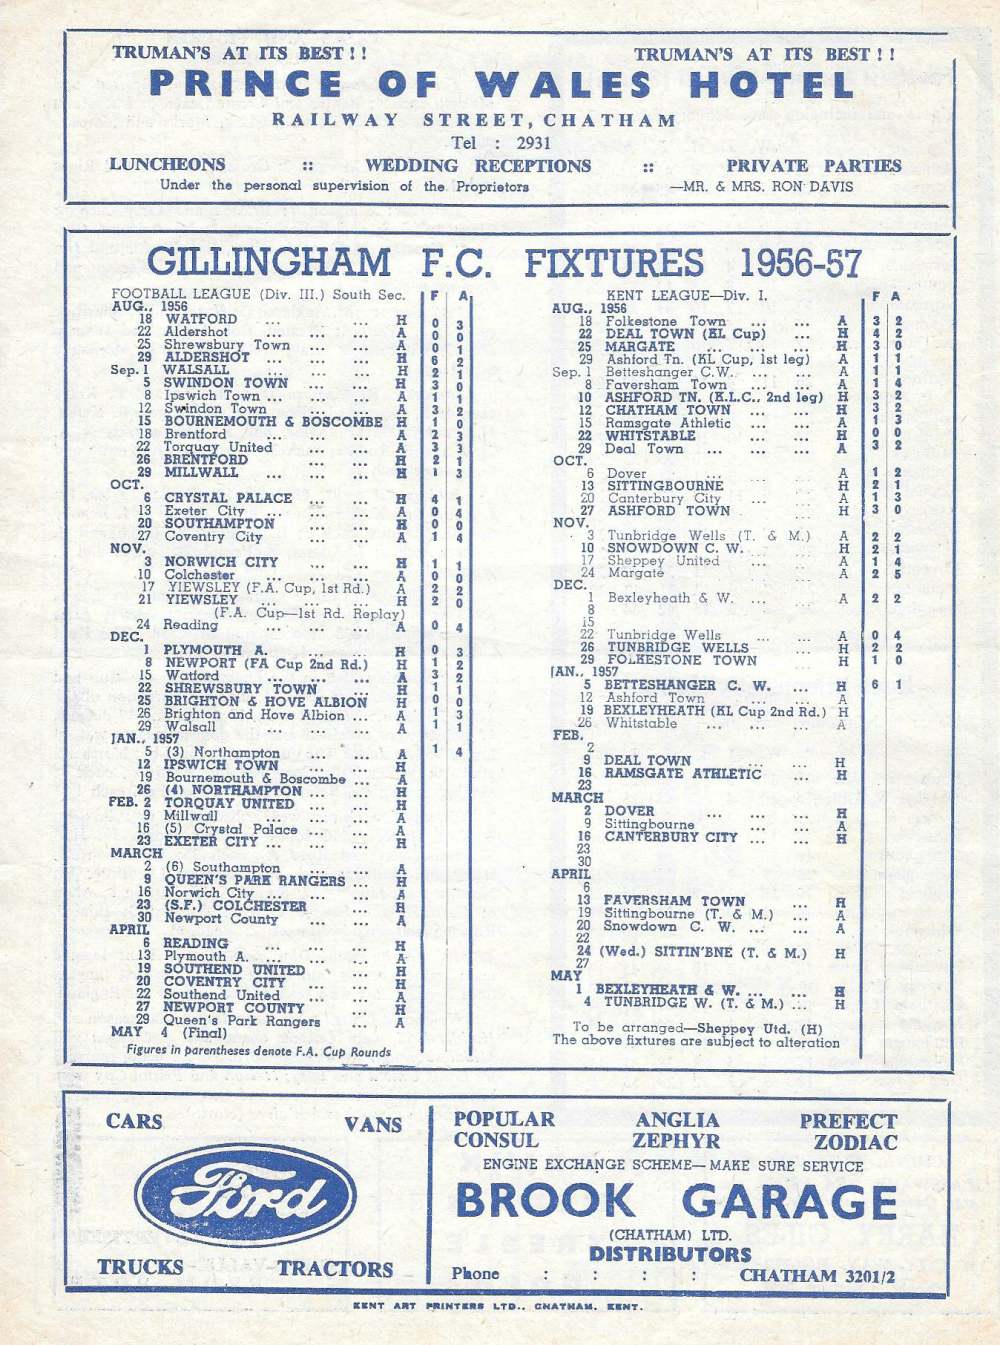 TRUMAN'S AT ITS BEST ! !    TRUMAN'S AT ITS BEST ! !
PRINCE OF WALES HOTEL
RAILWAY STREET, CHATHAM
Tel : 2931
LUNCHEONS :: WEDDING RECEPTIONS :: PRIVATE PARTIES
Under the personal supervision of the Proprietors —MR. & MRS. RON DAVIS
GILLINGHAM F.C. FIXTURES 1956-57
FOOTBALL LEAGUE (Div. III.) South Sec. F A
AUG., 1956
18 WATFORD ... ... H 0 3
22 Aldershot ... ... A 0 0
25 Shrewsbury Town ... A 0 1
29 ALDERSHOT ... ... H 6 2
Sep. 1 WALSALL ... ... H 2 1
5 SWINDON TOWN ... H 3 0
8 Ipswich Town ... ... A 1 1
12 Swindon Town ... A 3 2
15 BOURNEMOUTH & BOSCOMBE H 1 0
18 Brentford ... ... A 2 3
22 Torquay United ... A 3 3
26 BRENTFORD ... ... H 2 1
29 MILLWALL ... ... H 1 3
OCT.
6 CRYSTAL PALACE ... ... H 4 1
13 Exeter City ... ... A 0 4
20 SOUTHAMPTON ... ... H 0 0
27 Coventry City ... ... A 1 4
NOV.
3 NORWICH CITY ... ... H 1 1
10 Colchester ... ... A 0 0
17 YIEWSLEY (F.A. Cup, 1st Rd.) A 2 2
21 YIEWSLEY ... ... H 2 0
(F.A. Cup—1st Rd. Replay)
24 Reading ... ... A 0 4
DEC.
1 PLYMOUTH A. ... ... H 0 3
8 NEWPORT (FA Cup 2nd Rd.) H 1 2
15 Watford ... ... A 3 2
22 SHREWSBURY TOWN ... H 1 1
25 BRIGHTON & HOVE ALBION H 0 0
26 Brighton and Hove Albion ... A 1 3
29 Walsall ... ... A 1 1
JAN., 1957
5 (3) Northampton ... ... A 1 4
12 IPSWICH TOWN ... ... H
19 Bournemouth & Boscombe ... A
26 (4) NORTHAMPTON ... ... H
FEB. 2 TORQUAY UNITED ... ... H
9 Millwall ... ... A
16 (5) Crystal Palace ... ... A
23 EXETER CITY ... ... H
MARCH
2 (6) Southampton ... ... A
9 QUEEN'S PARK RANGERS ... H
16 Norwich City ... ... A
23 (S.F.) COLCHESTER ... H
30 Newport County ... ... A
APRIL
6 READING ... ... H
13 Plymouth A. ... ... A
19 SOUTHEND UNITED ... H
20 COVENTRY CITY ... ... H
22 Southend United ... ... A
27 NEWPORT COUNTY ... H
29 Queen's Park Rangers ... A
MAY 4 (Final)
Figures in parentheses denote F.A. Cup Rounds
KENT LEAGUE—Div. I. F A
AUG., 1956
18 Folkestone Town ... ... A 3 2
22 DEAL TOWN (KL Cup) ... H 4 2
25 MARGATE ... ... H 3 0
29 Ashford Tn. (KL Cup, 1st leg) A 1 1
Sep. 1 Betteshanger C.W. ... ... A 1 1
8 Faversham Town ... ... A 1 4
10 ASHFORD TN. (K.L.C., 2nd leg) H 3 2
12 CHATHAM TOWN ... ... H 3 2
15 Ramsgate Athletic ... A 1 3
22 WHITSTABLE ... ... H 0 0
29 Deal Town ... ... A 3 2
OCT.
6 Dover ... ... A 1 2
13 SITTINGBOURNE ... ... H 2 1
20 Canterbury City ... ... A 1 3
27 ASHFORD TOWN ... H 3 0
NOV.
3 Tunbridge Wells (T. & M.) A 2 2
10 SNOWDOWN C. W. ... H 2 1
17 Sheppey United ... A 1 4
24 Margate ... ... A 2 5
DEC.
1 Bexleyheath & W. ... ... A 2 2
8
15
22 Tunbridge Wells ... ... A 0 4
26 TUNBRIDGE WELLS ... H 2 2
29 FOLKESTONE TOWN ... H 1 0
JAN., 1957
5 BETTESHANGER C. W. ... H 6 1
12 Ashford Town ... ... A
19 BEXLEYHEATH (KL Cup 2nd Rd.) H
26 Whitstable ... ... A
FEB.
2
9 DEAL TOWN ... ... H
16 RAMSGATE ATHLETIC ... H
23
MARCH
2 DOVER ... ... H
9 Sittingbourne ... ... A
16 CANTERBURY CITY ... ... H
23
30
APRIL
6
13 FAVERSHAM TOWN ... H
19 Sittingbourne (T. & M.) ... A
20 Snowdown C. W. ... ... A
22
24 (Wed.) SITTIN'BNE (T. & M.) H
27
MAY
1 BEXLEYHEATH & W. ... ... H
4 TUNBRIDGE W. (T. & M.) ... H
To be arranged—Sheppey Utd. (H)
The above fixtures are subject to alteration
CARS VANS
Ford
TRUCKS TRACTORS
POPULAR ANGLIA PREFECT
CONSUL ZEPHYR ZODIAC
ENGINE EXCHANGE SCHEME— MAKE SURE SERVICE
BROOK GARAGE
(CHATHAM) LTD.
DISTRIBUTORS
Phone : : : : CHATHAM 3201/2
KENT ART PRINTERS LTD., CHATHAM, KENT.